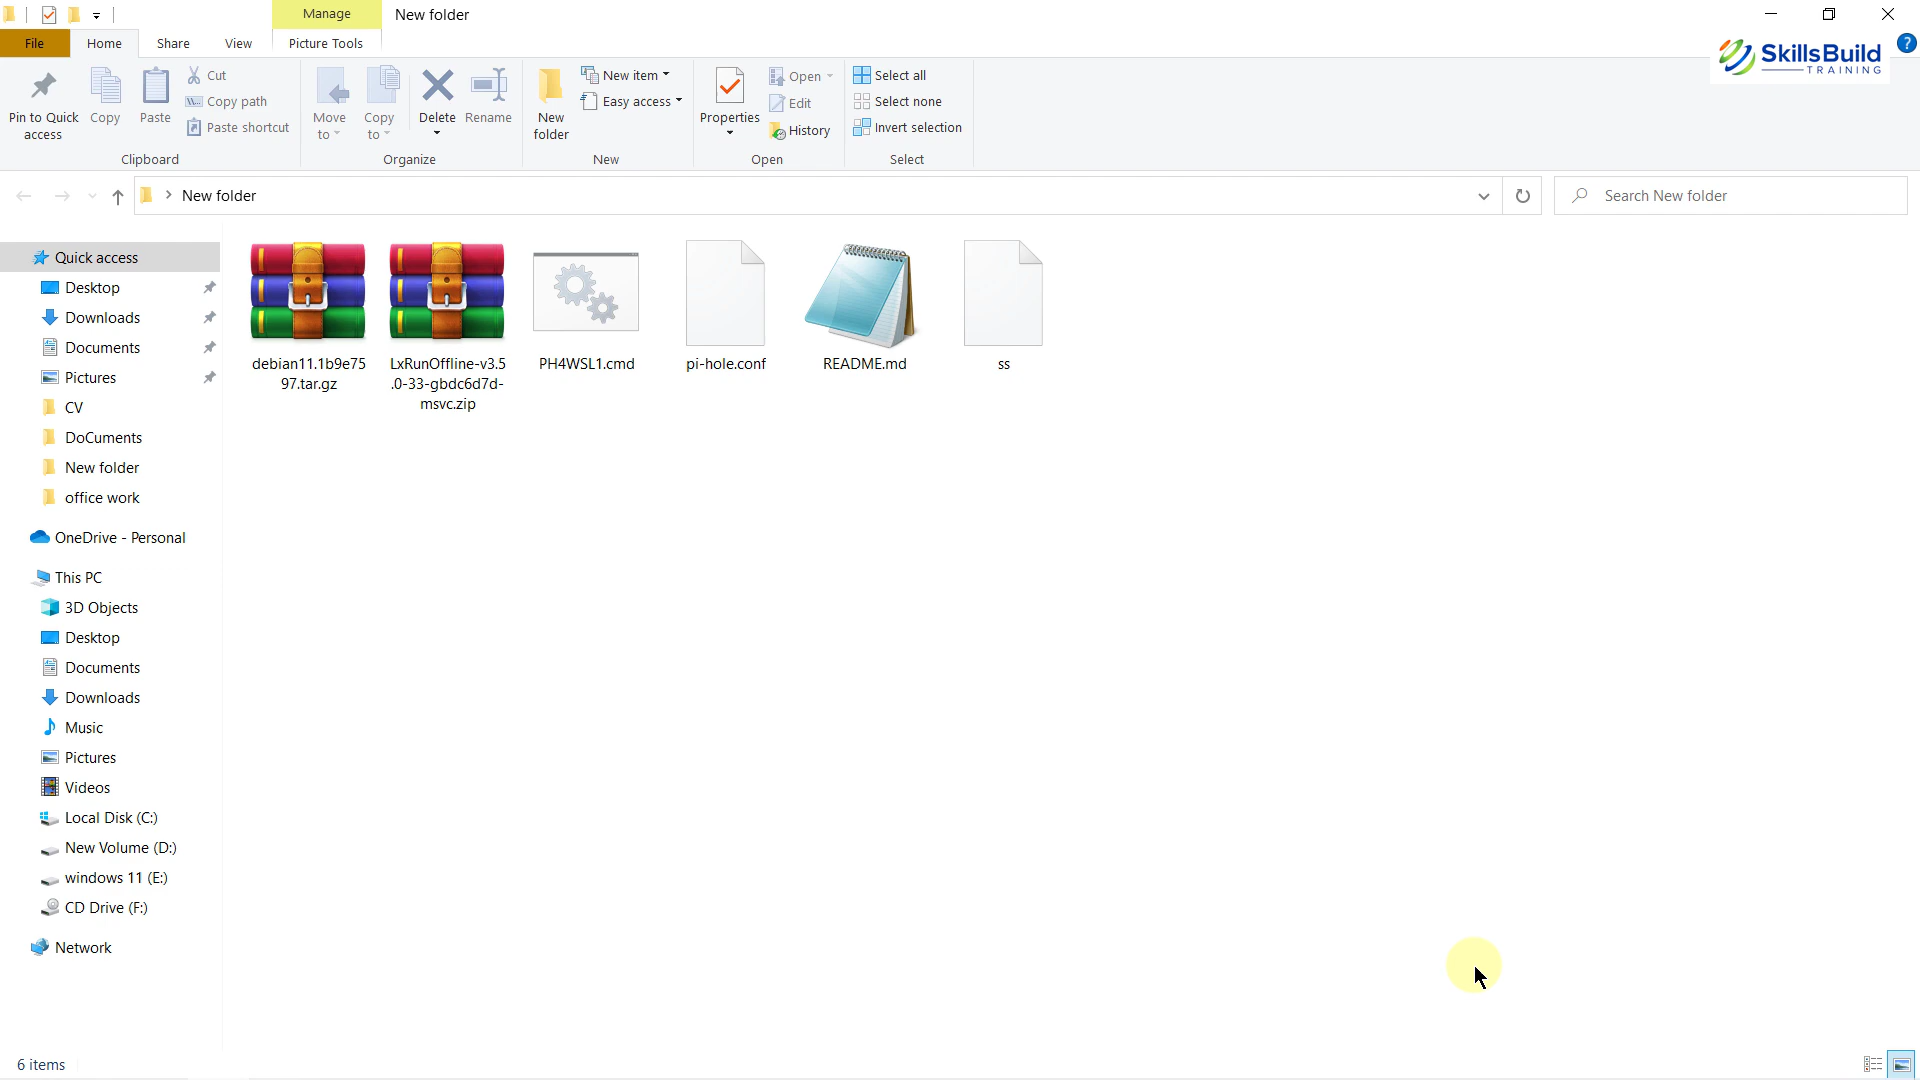 Manage
New folder
File
Home
Share
View
Picture Tools
SkillsBuild
TRAINING
?
Pin to Quick
access
Copy
Paste
Cut
Copy path
Paste shortcut
Clipboard
Move
to
Copy
to
Delete
Rename
Organize
New
folder
New item
Easy access
New
Properties
Open
Edit
History
Open
Select all
Select none
Invert selection
Select
New folder
Search New folder
Quick access
Desktop
Downloads
Documents
Pictures
CV
DoCuments
New folder
office work
OneDrive - Personal
This PC
3D Objects
Desktop
Documents
Downloads
Music
Pictures
Videos
Local Disk (C:)
New Volume (D:)
windows 11 (E:)
CD Drive (F:)
Network
debian11.1b9e75
97.tar.gz
LxRunOffline-v3.5
.0-33-gbdc6d7d-
msvc.zip
PH4WSL1.cmd
pi-hole.conf
README.md
ss
6 items